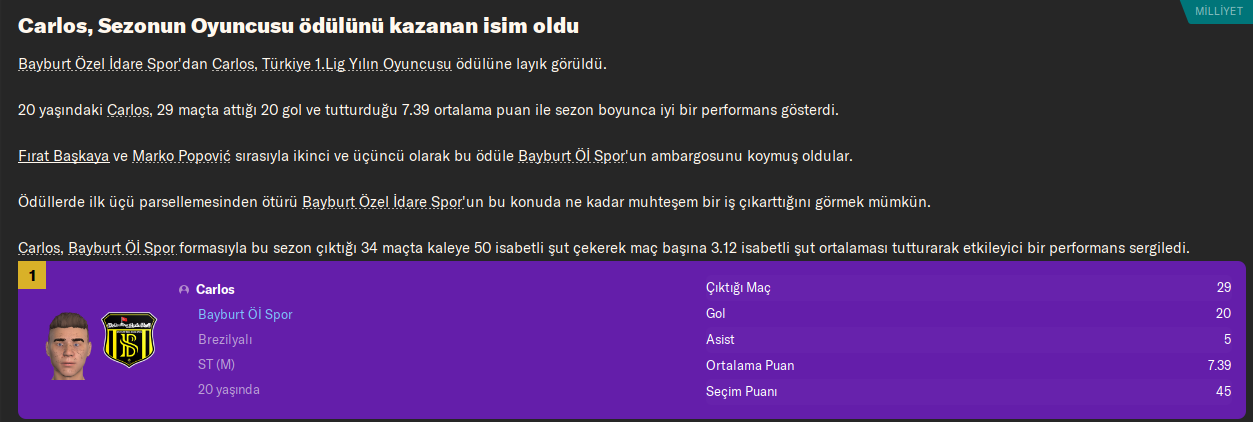 MİLLİYET
Carlos, Sezonun Oyuncusu ödülünü kazanan isim oldu
Bayburt Özel İdare Spor'dan Carlos, Türkiye 1.Lig Yılın Oyuncusu ödülüne layık görüldü.
20 yaşındaki Carlos, 29 maçta attığı 20 gol ve tutturduğu 7.39 ortalama puan ile sezon boyunca iyi bir performans gösterdi.
Fırat Başkaya ve Marko Popović sırasıyla ikinci ve üçüncü olarak bu ödüle Bayburt Öİ Spor'un ambargosunu koymuş oldular.
Ödüllerde ilk üçü parsellemesinden ötürü Bayburt Özel İdare Spor'un bu konuda ne kadar muhteşem bir iş çıkarttığını görmek mümkün.
Carlos, Bayburt Öİ Spor formasıyla bu sezon çıktığı 34 maçta kaleye 50 isabetli şut çekerek maç başına 3.12 isabetli şut ortalaması tutturarak etkileyici bir performans sergiledi.
1
Carlos
Bayburt Öİ Spor
Brezilyalı
ST (M)
20 yaşında
Çıktığı Maç 29
Gol 20
Asist 5
Ortalama Puan 7.39
Seçim Puanı 45